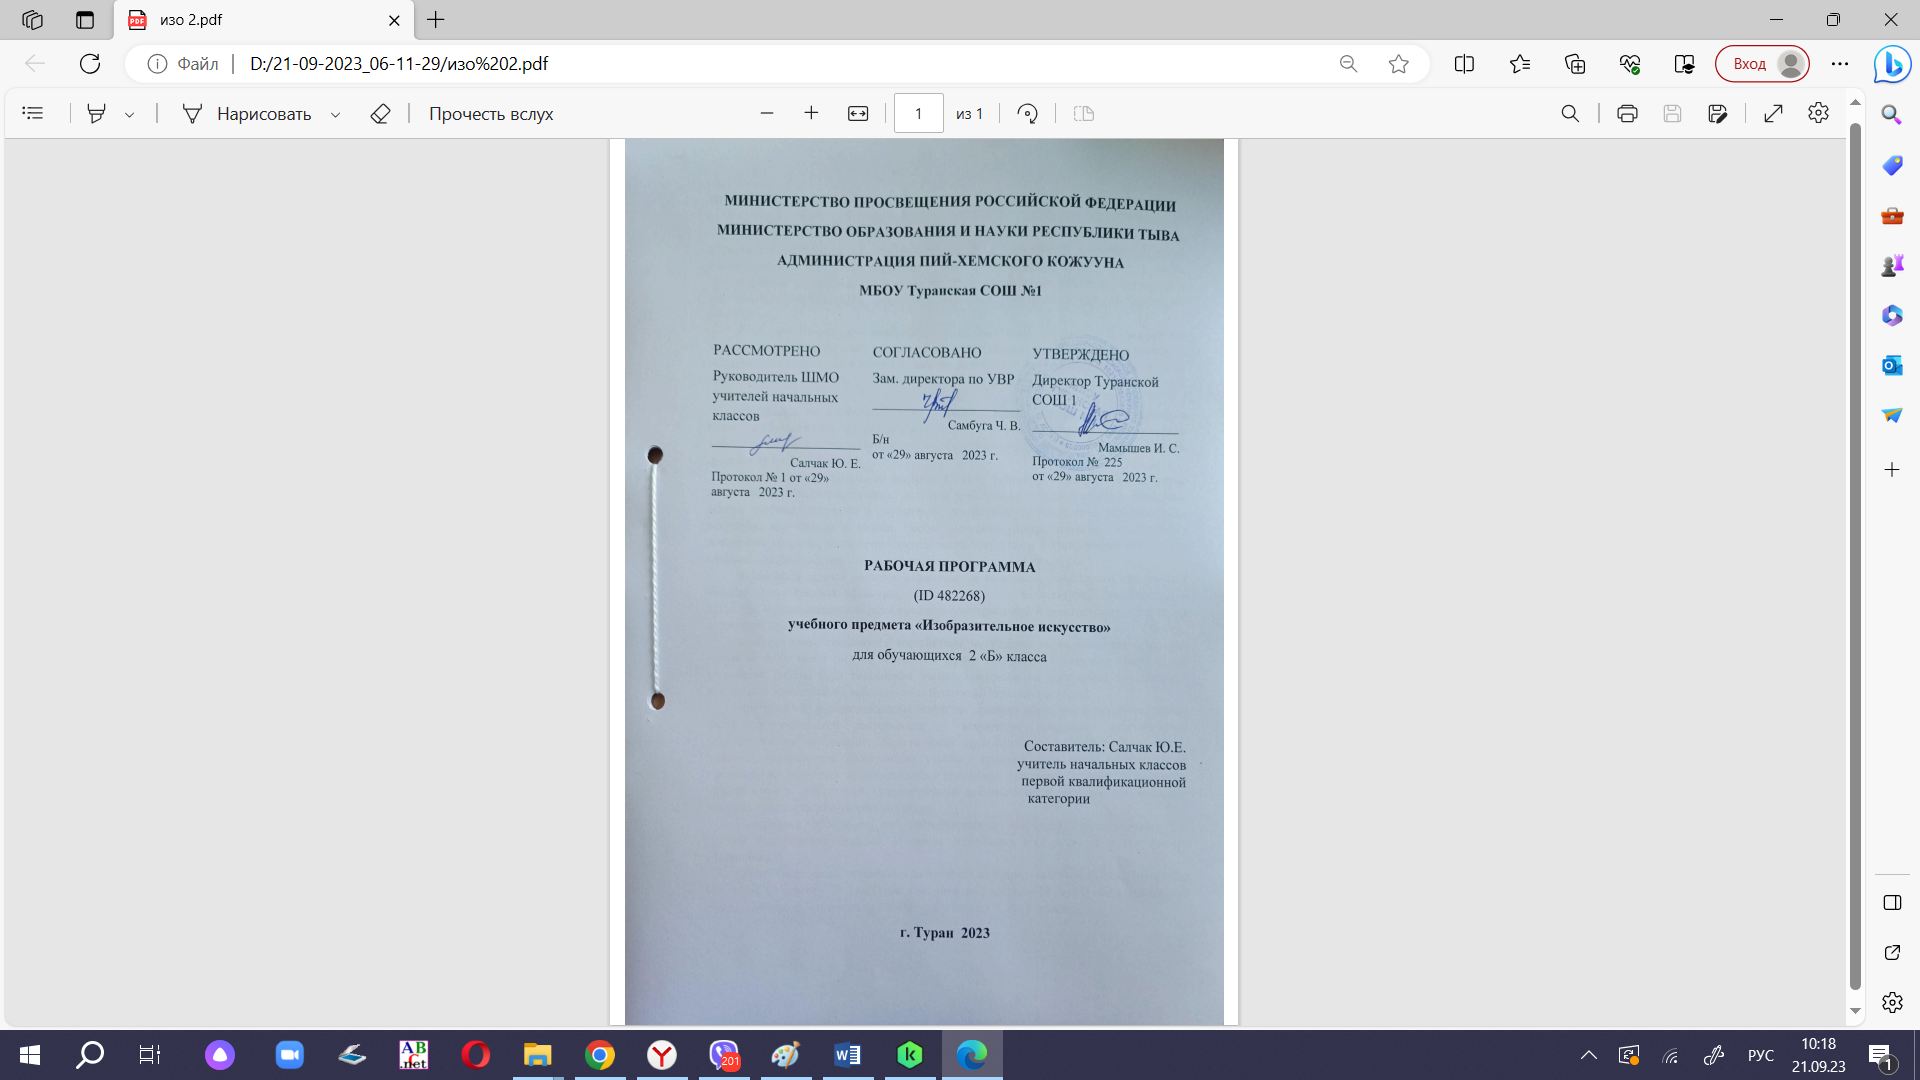 изо 2.pdf
Файл
D:/21-09-2023_06-11-29/изо%202.pdf
Вход
Нарисовать
Прочесть вслух
1 из 1
МИНИСТЕРСТВО ПРОСВЕЩЕНИЯ РОССИЙСКОЙ ФЕДЕРАЦИИ
МИНИСТЕРСТВО ОБРАЗОВАНИЯ И НАУКИ РЕСПУБЛИКИ ТЫВА
АДМИНИСТРАЦИЯ ПИЙ-ХЕМСКОГО КОЖУУНА
МБОУ Туранская СОШ №1
РАССМОТРЕНО
Руководитель ШМО
учителей начальных
классов
Салчак Ю. Е.
Протокол № 1 от «29»
августа 2023 г.
СОГЛАСОВАНО
Зам. директора по УВР
Самбуга Ч. В.
Б/н
от «29» августа 2023 г.
УТВЕРЖДЕНО
Директор Туранской
СОШ 1
Мамышев И. С.
Протокол № 225
от «29» августа 2023 г.
РАБОЧАЯ ПРОГРАММА
(ID 482268)
учебного предмета «Изобразительное искусство»
для обучающихся 2 «Б» класса
Составитель: Салчак Ю.Е.
учитель начальных классов
первой квалификационной
категории
г. Туран 2023
ABC
.net
201
РУС
10:18
21.09.23
1